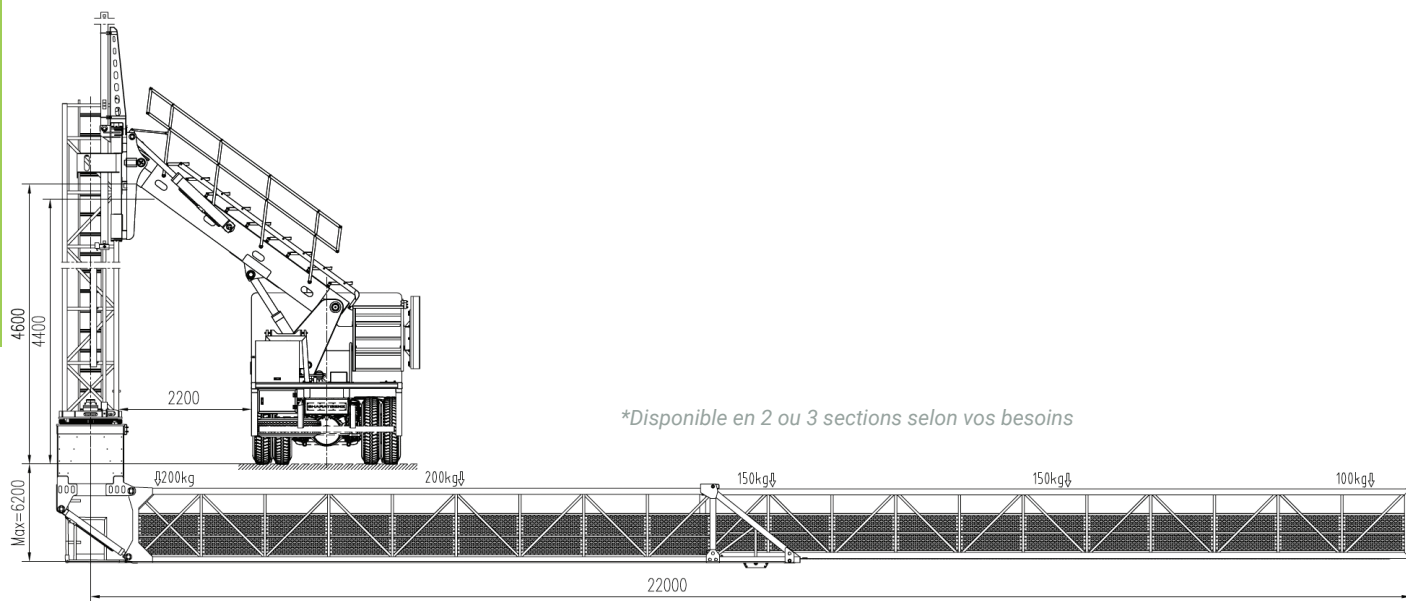 4600
4400
2200
*Disponible en 2 ou 3 sections selon vos besoins
Max=6200
200kg
200kg
150kg
150kg
100kg
22000